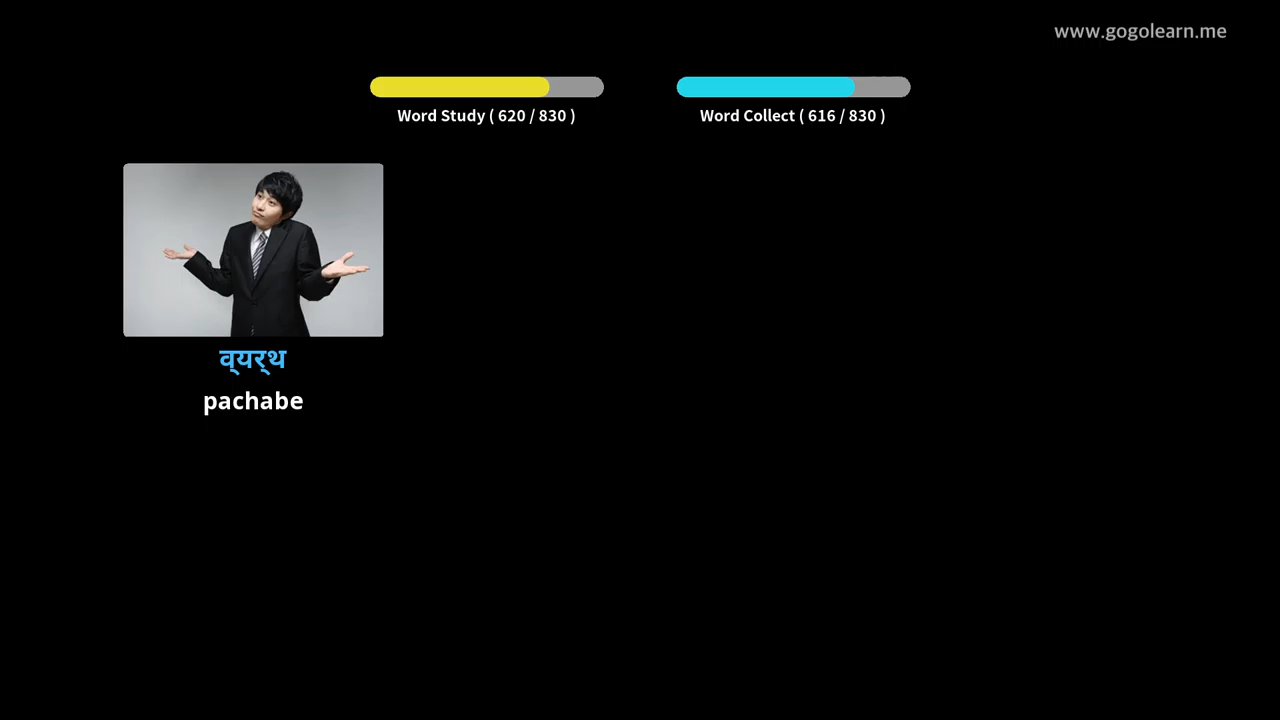 www.gogolearn.me
Word Study ( 620 / 830 )
Word Collect ( 616 / 830 )
व्यर्थ
pachabe